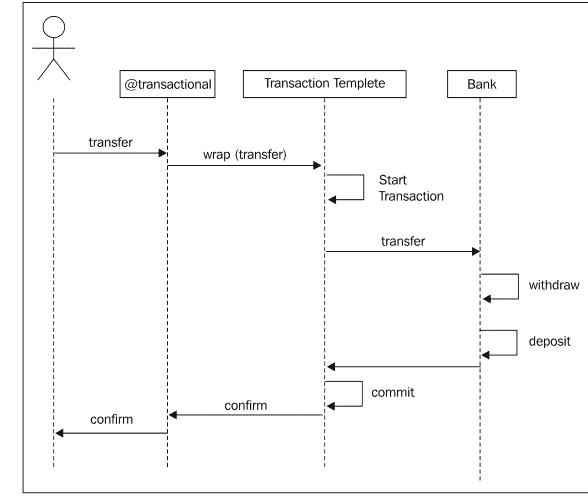 @transactional
Transaction Templete
Bank
transfer
wrap (transfer)
Start
Transaction
transfer
withdraw
deposit
commit
confirm
confirm